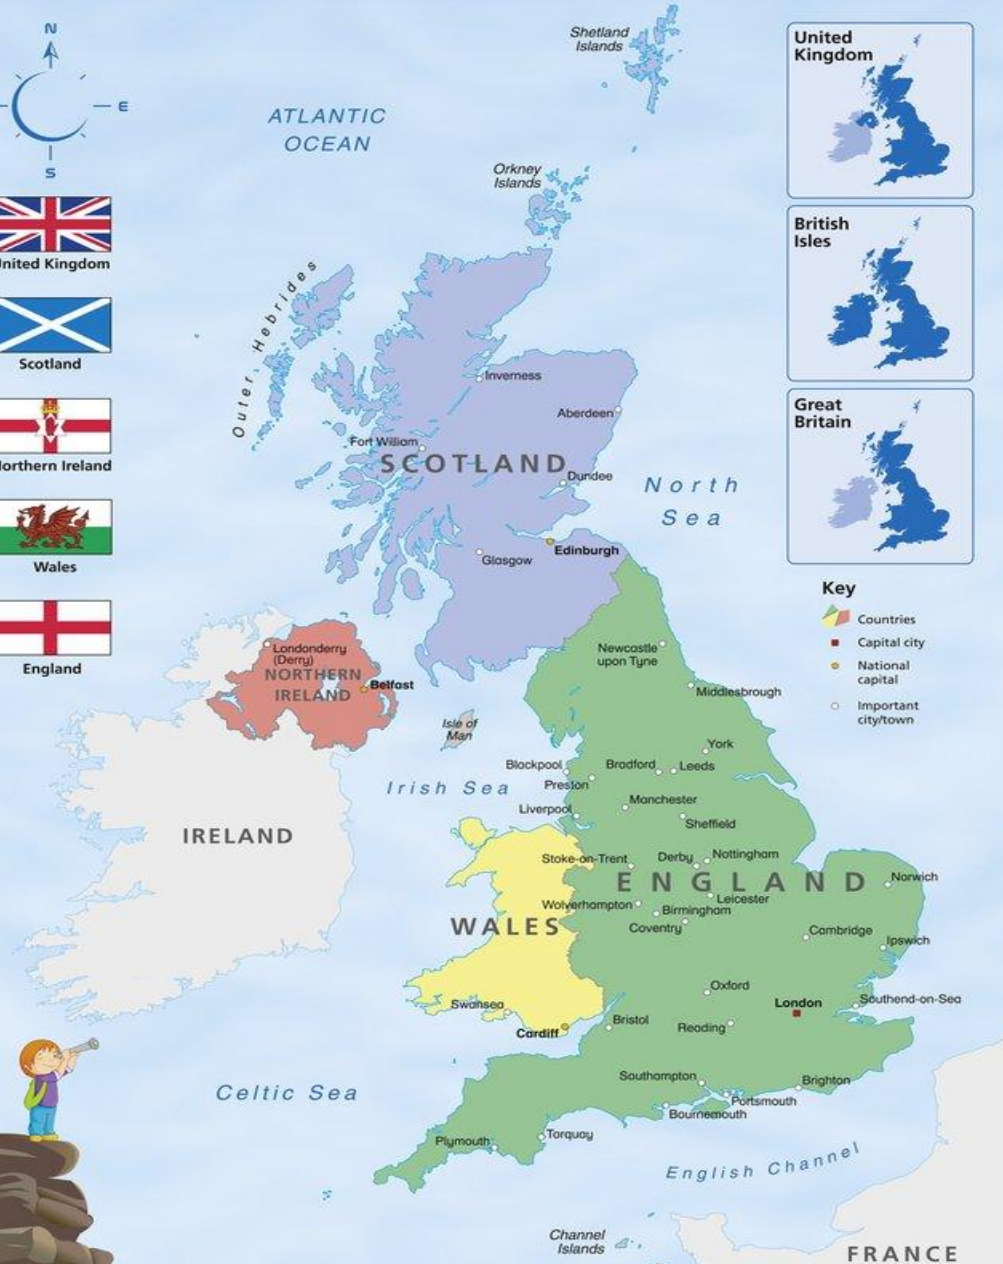 N
E
S
United Kingdom
Scotland
Northern Ireland
Wales
England
ATLANTIC
OCEAN
Shetland
Islands
Orkney
Islands
Outer Hebrides
Inverness
Aberdeen
Fort William
SCOTLAND
Dundee
North
Sea
Edinburgh
Glasgow
Londonderry
(Derry)
NORTHERN
IRELAND
Belfast
Isle of
Man
Irish Sea
IRELAND
Newcastle
upon Tyne
Middlesbrough
York
Blackpool
Bradford
Leeds
Preston
Manchester
Liverpool
Sheffield
Stoke-on-Trent
Derby
Nottingham
ENGLAND
Norwich
Leicester
Wolverhampton
Birmingham
Coventry
WALES
Cambridge
Ipswich
Oxford
London
Southend-on-Sea
Swansea
Cardiff
Bristol
Reading
Celtic Sea
Southampton
Brighton
Portsmouth
Bournemouth
Plymouth
Torquay
English Channel
Channel
Islands
FRANCE
United
Kingdom
British
Isles
Great
Britain
Key
Countries
Capital city
National
capital
Important
city/town